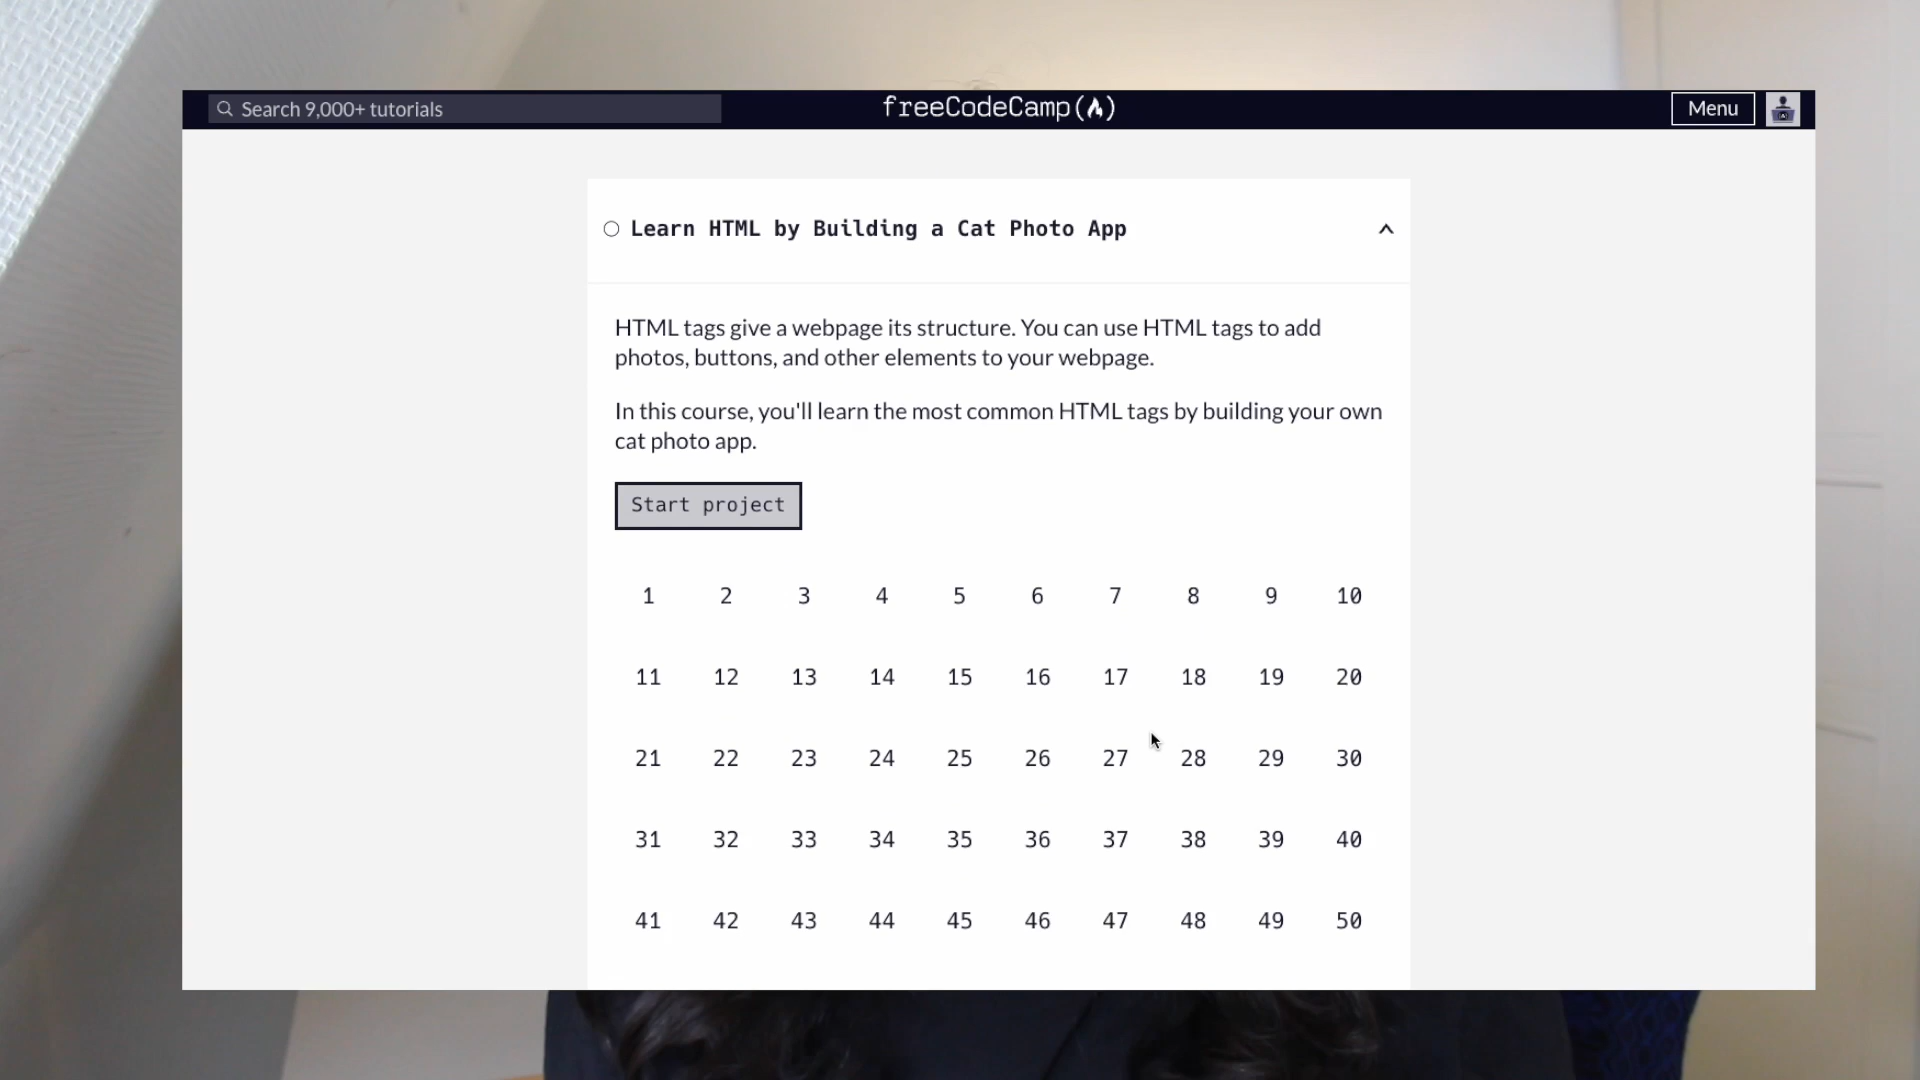 Search 9,000+ tutorials
freeCodeCamp
Menu
Learn HTML by Building a Cat Photo App
HTML tags give a webpage its structure. You can use HTML tags to add
photos, buttons, and other elements to your webpage.
In this course, you'll learn the most common HTML tags by building your own
cat photo app.
Start project
1 2 3 4 5 6 7 8 9 10
11 12 13 14 15 16 17 18 19 20
21 22 23 24 25 26 27 28 29 30
31 32 33 34 35 36 37 38 39 40
41 42 43 44 45 46 47 48 49 50